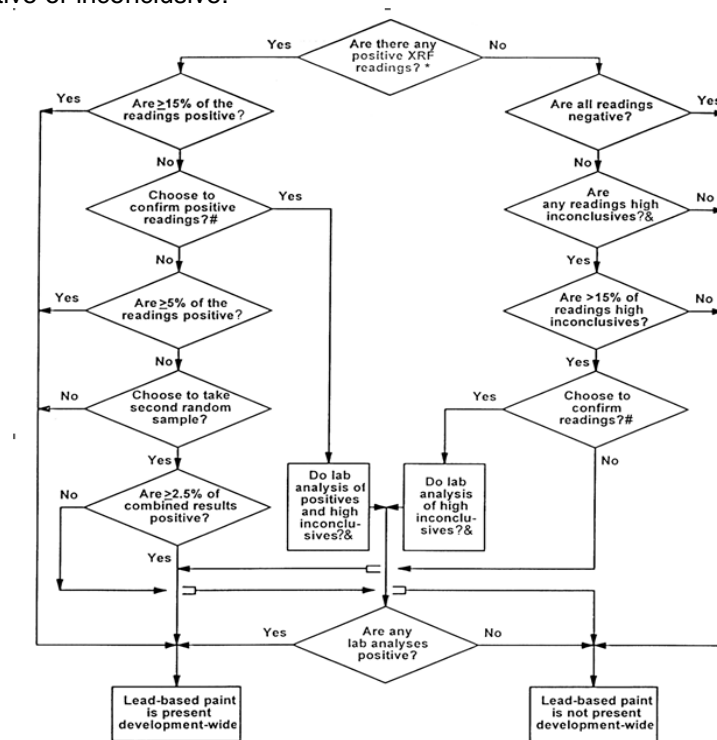 Yes
Are there any
positive XRF
readings? *
No
Yes
Are ≥15% of the
readings positive?
Are all readings
negative?
Yes
No
No
Choose to
confirm positive
readings?#
Yes
Are
any readings high
inconclusives?&
No
No
Yes
Yes
Are ≥5% of the
readings positive?
Are >15% of
readings high
inconclusives?
No
No
Yes
No
Choose to take
second random
sample?
Yes
Choose to
confirm
readings?#
Yes
No
No
Are ≥2.5% of
combined results
positive?
Do lab
analysis of
positives
and high
inconclu-
sives?&
Do lab
analysis
of high
inconclu-
sives?&
Yes
Yes
Are any
lab analyses
positive?
No
Lead-based paint
is present
development-wide
Lead-based paint
is not present
development-wide